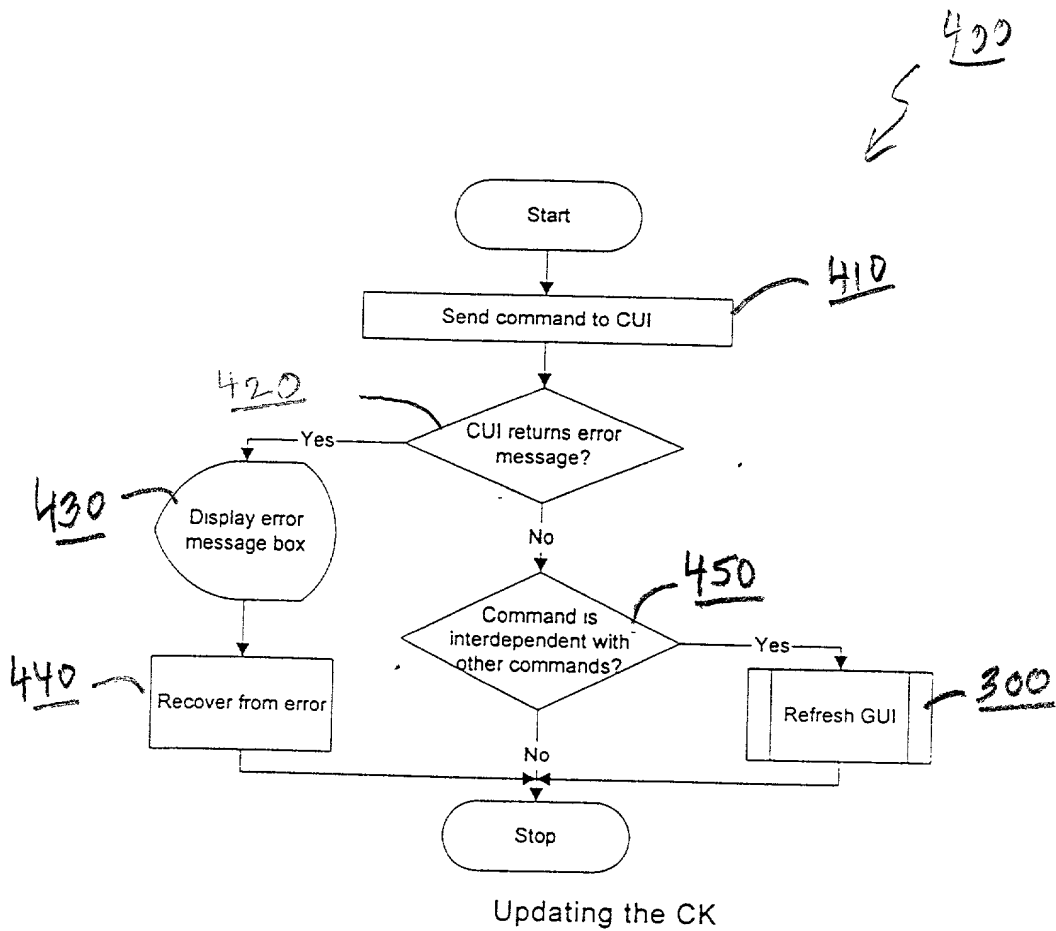 400
Start
410
Send command to CUI
420
CUI returns error
message?
Yes
430
Display error
message box
No
450
Command is
interdependent with
other commands?
Yes
440
Recover from error
300
Refresh GUI
No
Stop
Updating the CK